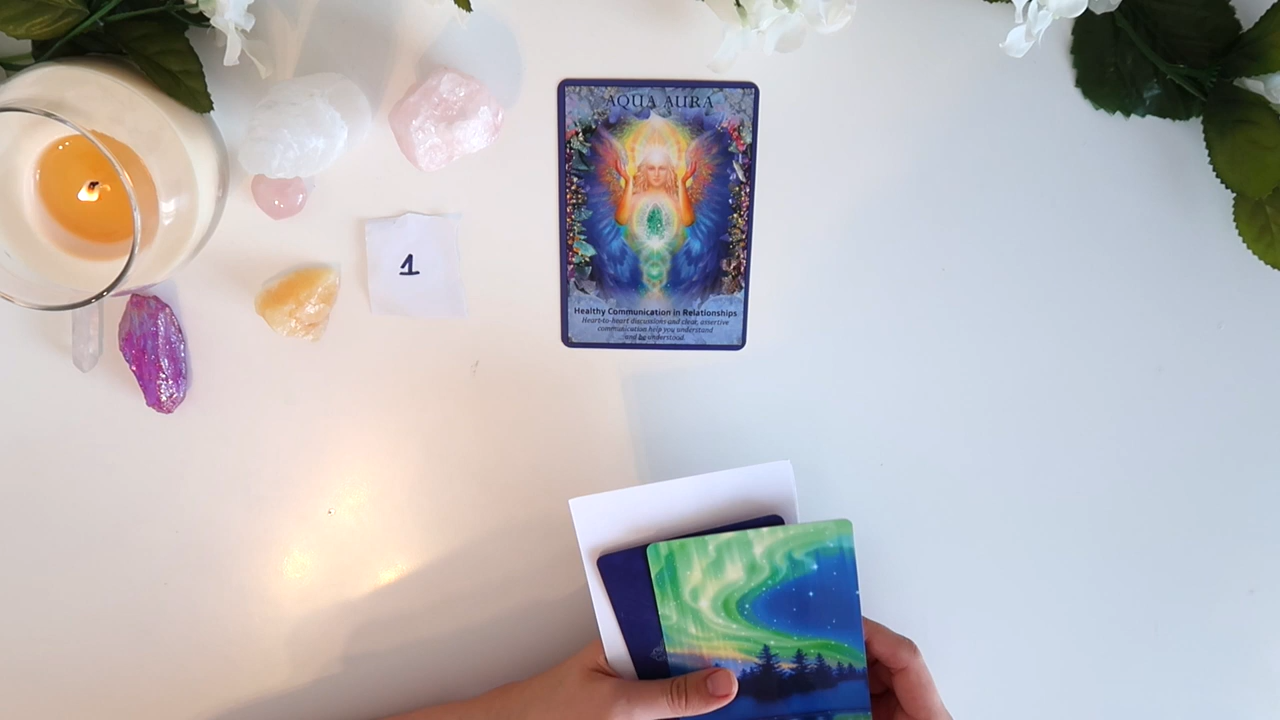 AQUA AURA
1
Healthy Communication in Relationships
Heart-to-heart discussions and clear, assertive
communication help you understand
and be understood.